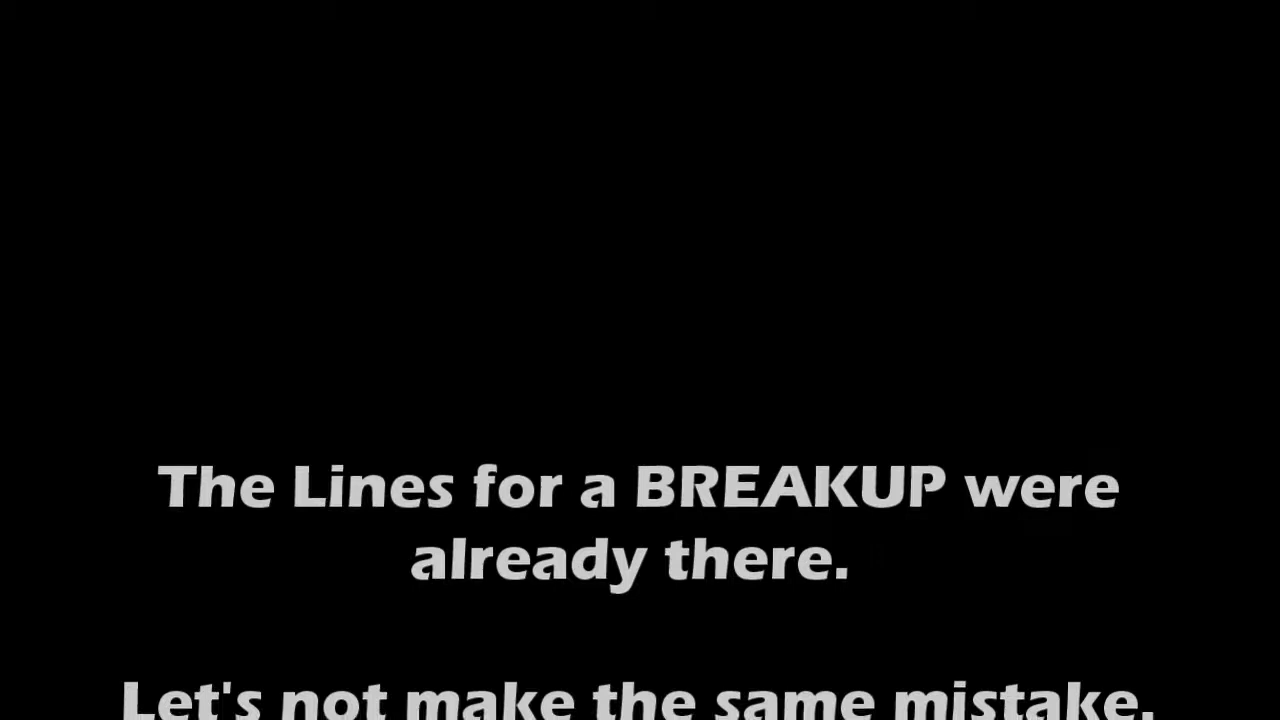 The Lines for a BREAKUP were
already there.
Let's not make the same mistake.